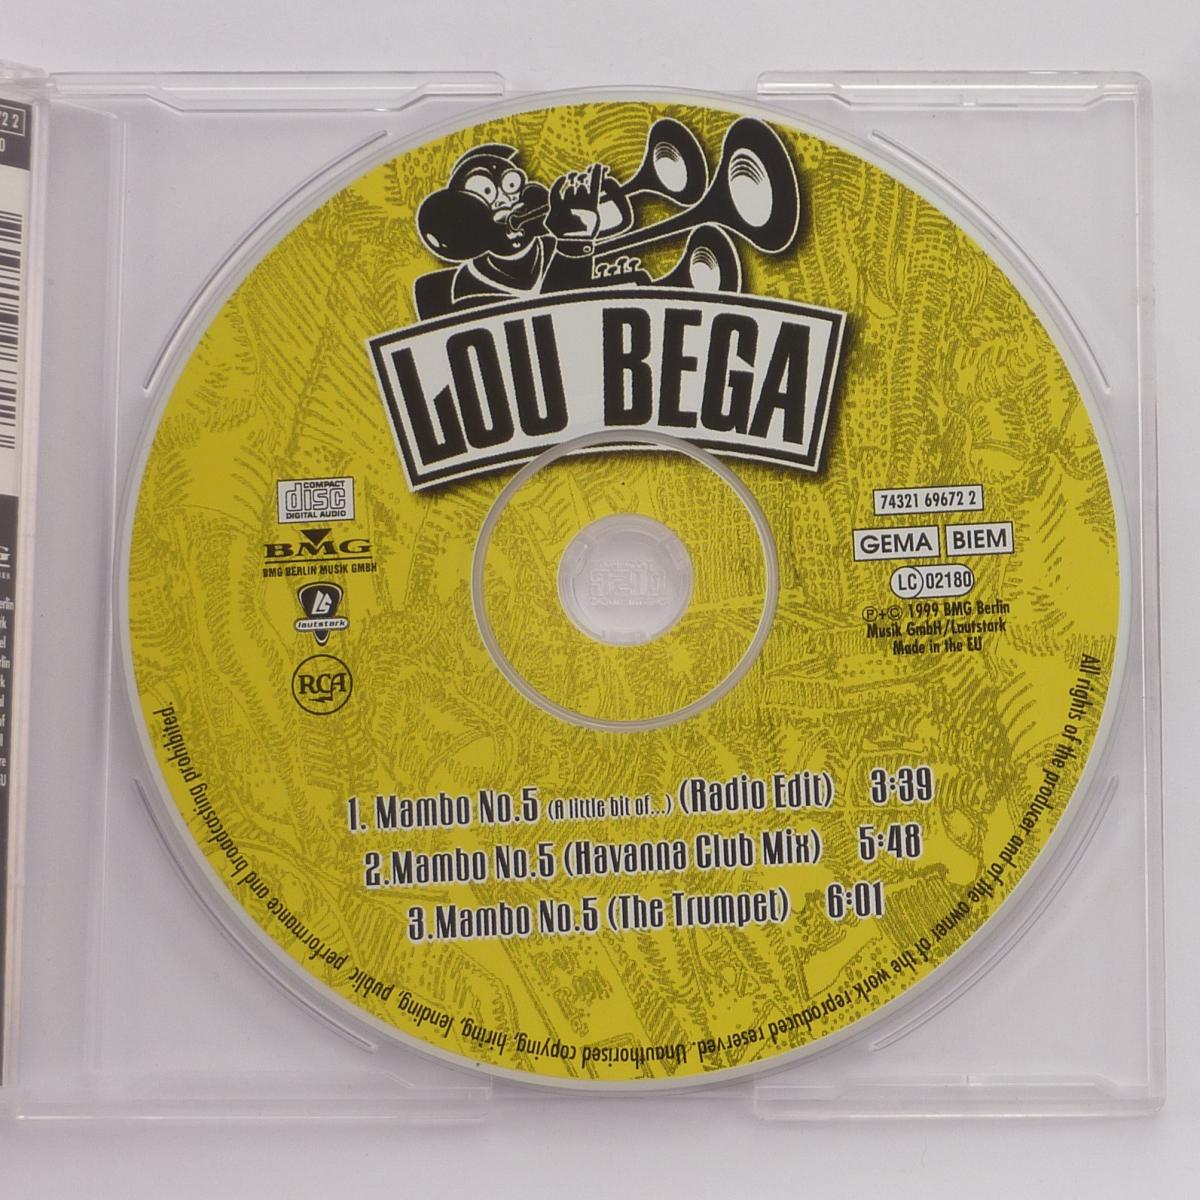 LOU BEGA
COMPACT
disc
DIGITAL AUDIO
BMG
BMG BERLIN MUSIK GMBH
LS
lautstark
RCA
74321 69672 2
GEMA BIEM
LC 02180
Ⓟ+© 1999 BMG Berlin
Musik GmbH/Lautstark
Made in the EU
1. Mambo No.5 (A little bit of...) (Radio Edit) 3:39
2.Mambo No.5 (Havanna Club Mix) 5:48
3.Mambo No.5 (The Trumpet) 6:01
All rights of the producer and of the owner of the work reproduced reserved. Unauthorised copying, hiring, lending, public performance and broadcasting prohibited.